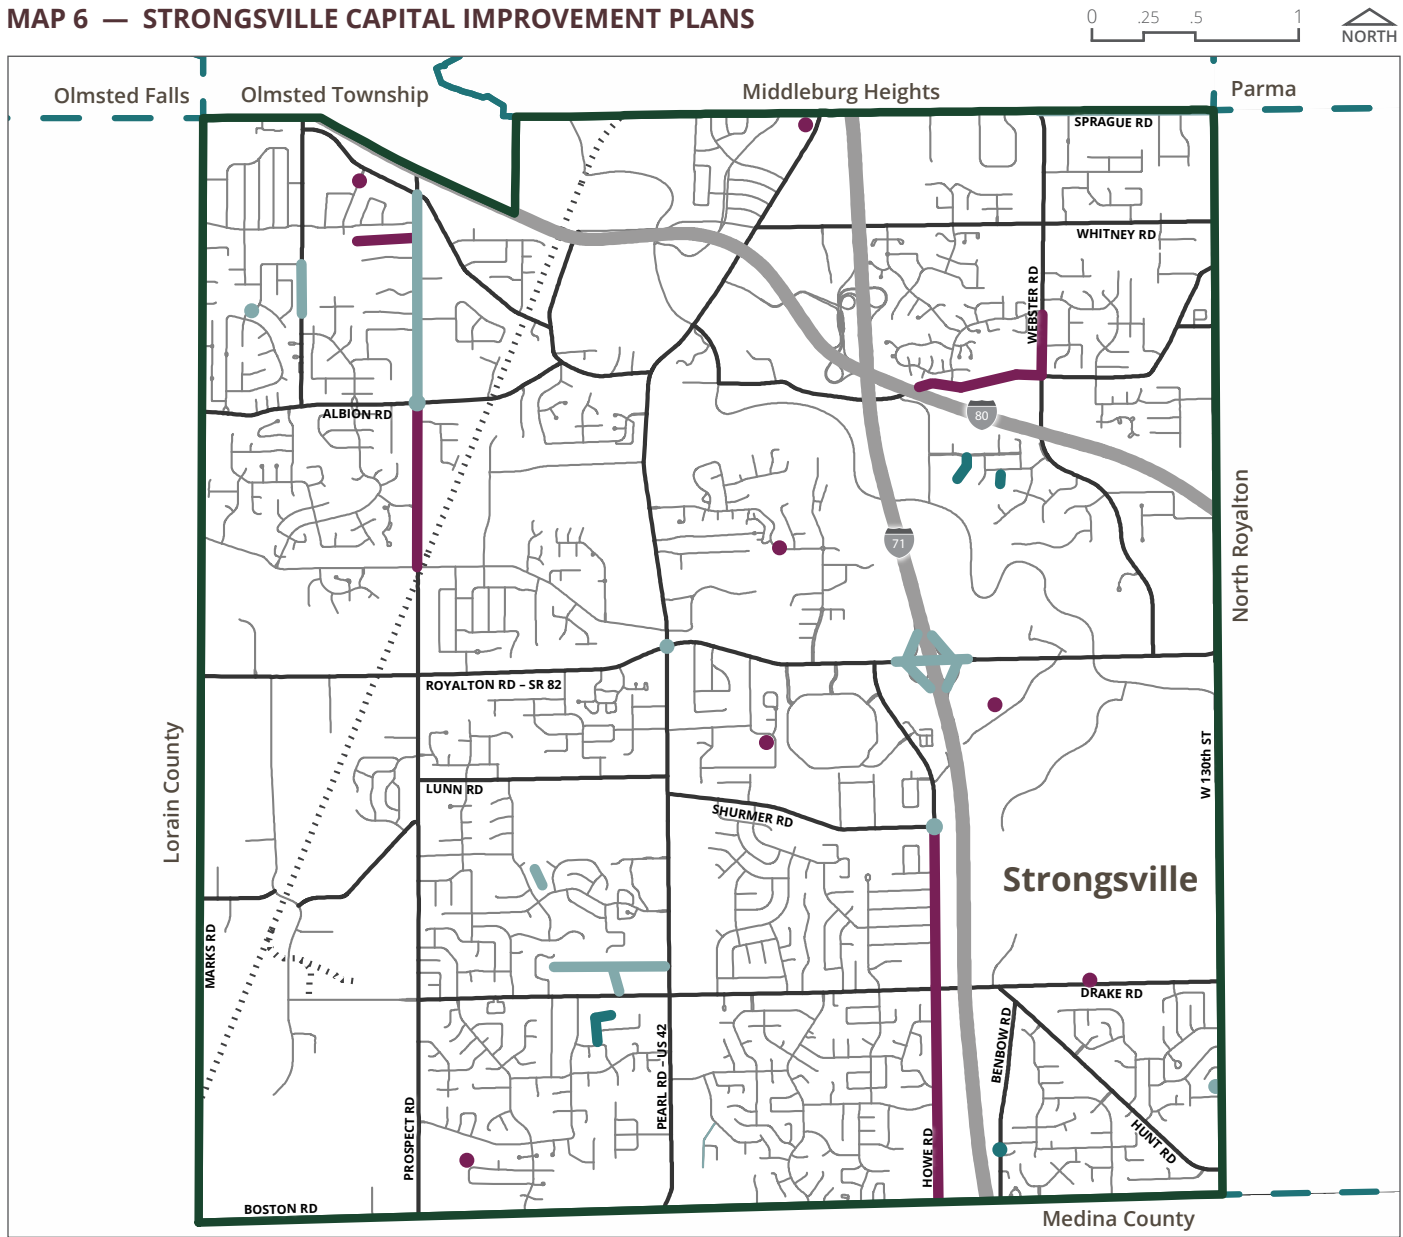 MAP 6 — STRONGSVILLE CAPITAL IMPROVEMENT PLANS
0 .25 .5 1
NORTH
Olmsted Falls
Olmsted Township
Middleburg Heights
Parma
SPRAGUE RD
WHITNEY RD
WEBSTER RD
ALBION RD
80
71
North Royalton
ROYALTON RD – SR 82
Lorain County
W 130th ST
LUNN RD
SHURMER RD
Strongsville
MARKS RD
DRAKE RD
BENBOW RD
PEARL RD – US 42
PROSPECT RD
HOWE RD
HUNT RD
BOSTON RD
Medina County